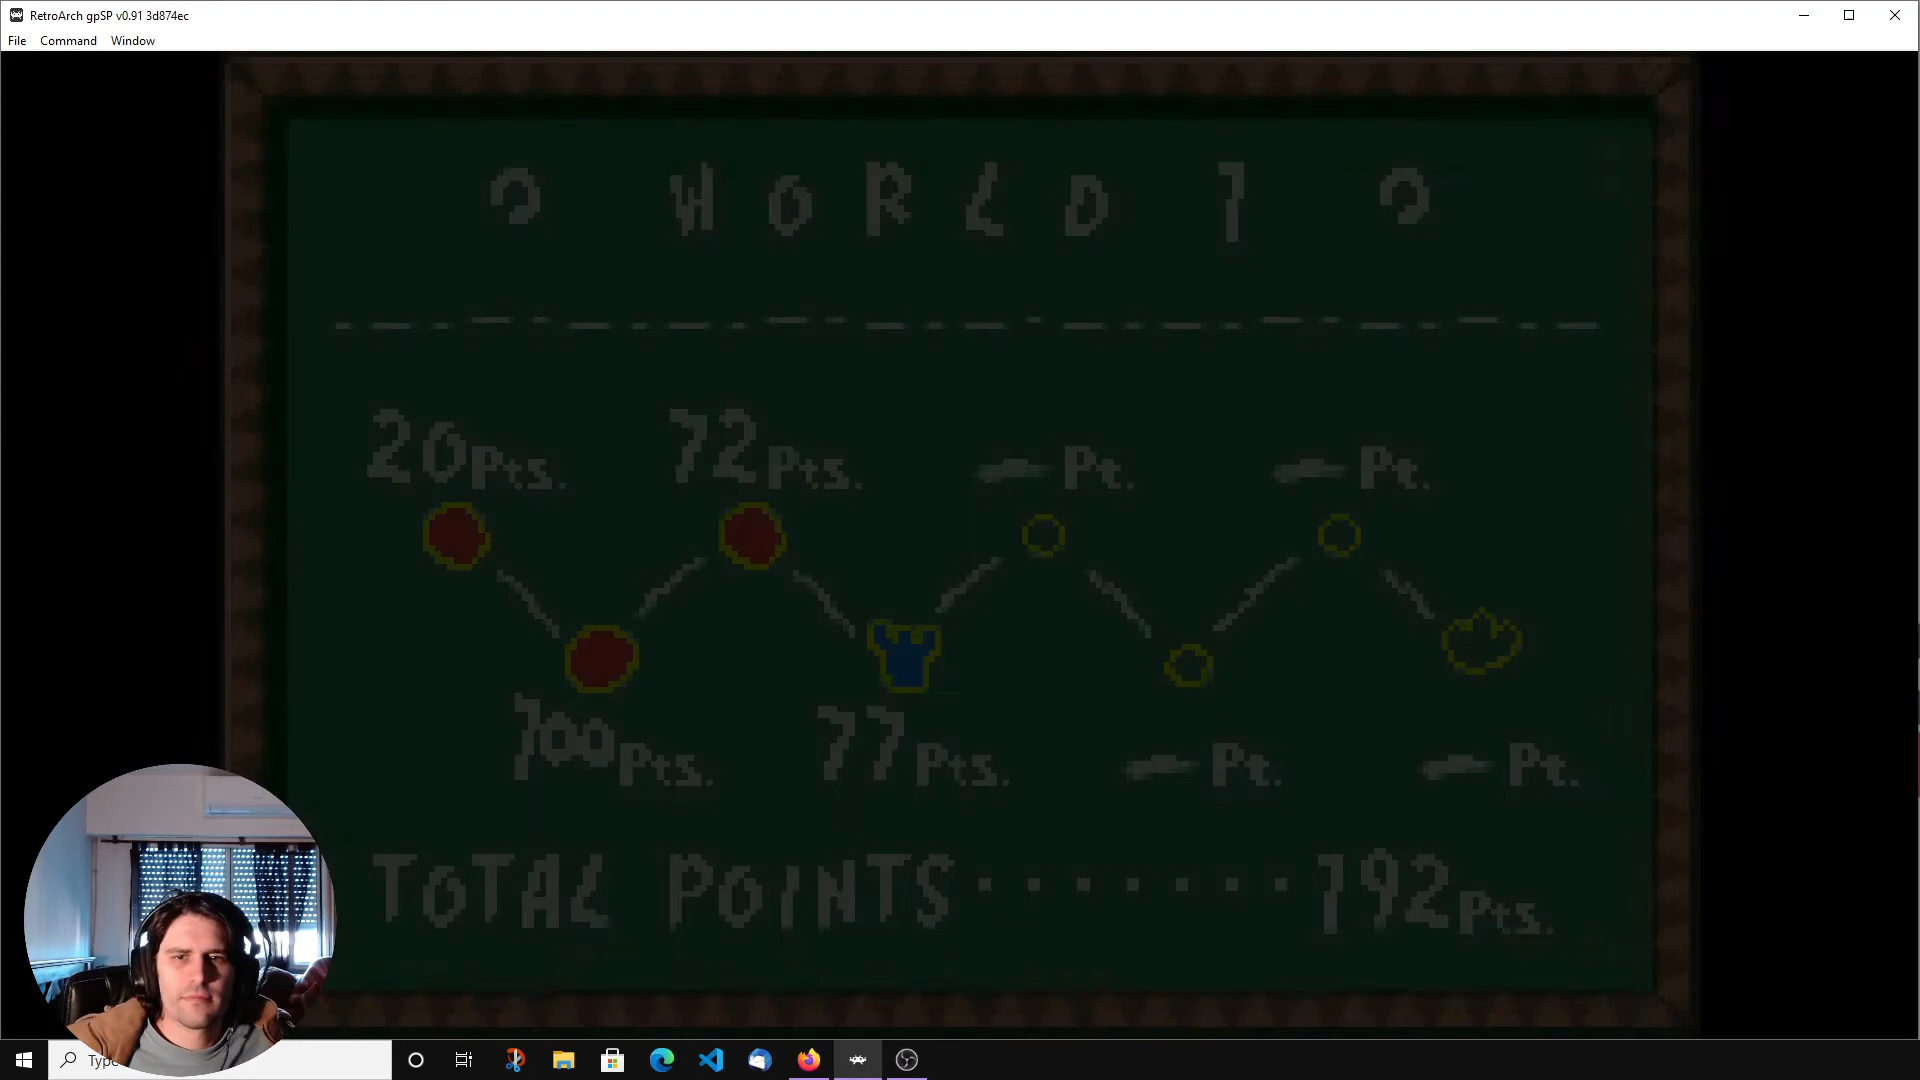 WORLD 1
20Pts. 72Pts. — Pt. — Pt.
100Pts. 77Pts. — Pt. — Pt.
TOTAL POINTS · · · · · · · 192Pts.
RetroArch gpSP v0.91 3d874ec
File Command Window
Type